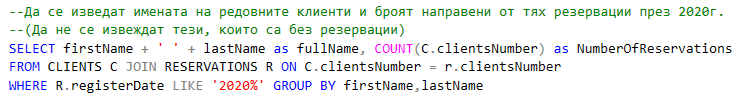 --Да се изведат имената на редовните клиенти и броят направени от тях резервации през 2020г.
--(Да не се извеждат тези, които са без резервации)
SELECT firstName + ' ' + lastName as fullName, COUNT(C.clientsNumber) as NumberOfReservations
FROM CLIENTS C JOIN RESERVATIONS R ON C.clientsNumber = r.clientsNumber
WHERE R.registerDate LIKE '2020%' GROUP BY firstName,lastName